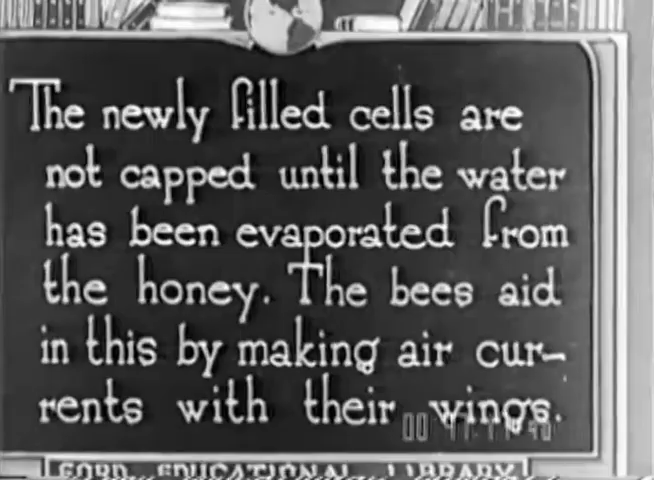 The newly filled cells are
not capped until the water
has been evaporated from
the honey. The bees aid
in this by making air cur-
rents with their wings.
FORD EDUCATIONAL LIBRARY